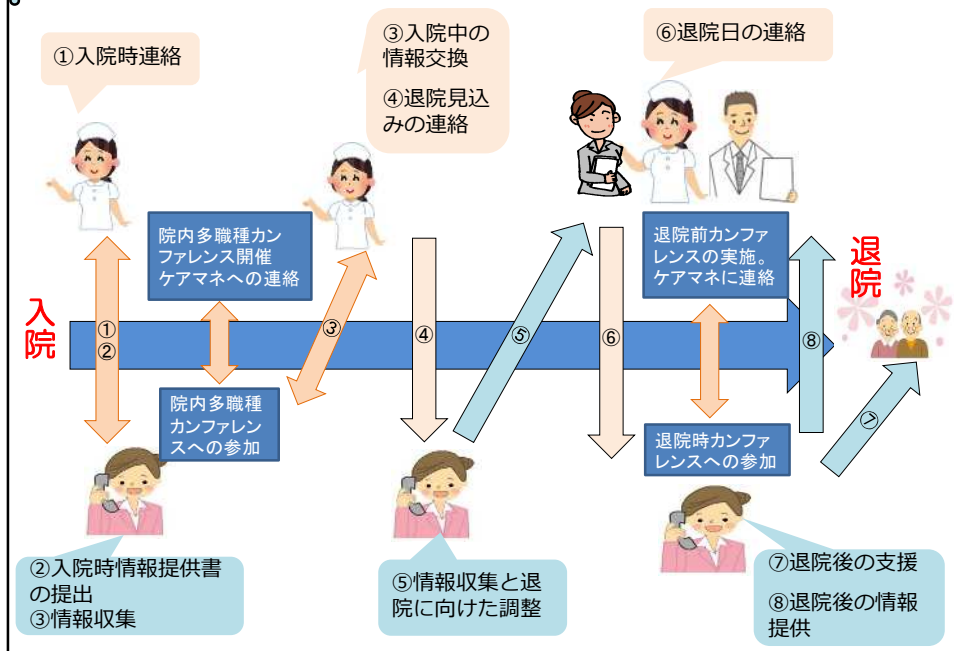 ①入院時連絡
③入院中の
情報交換
④退院見込
みの連絡
⑥退院日の連絡
院内多職種カン
ファレンス開催
ケアマネへの連絡
退院前カンファ
レンスの実施。
ケアマネに連絡
入院
退院
①
②
③
④
⑤
⑥
⑧
⑦
院内多職種
カンファレン
スへの参加
退院時カンファ
レンスへの参加
②入院時情報提供書
の提出
③情報収集
⑤情報収集と退
院に向けた調整
⑦退院後の支援
⑧退院後の情報
提供